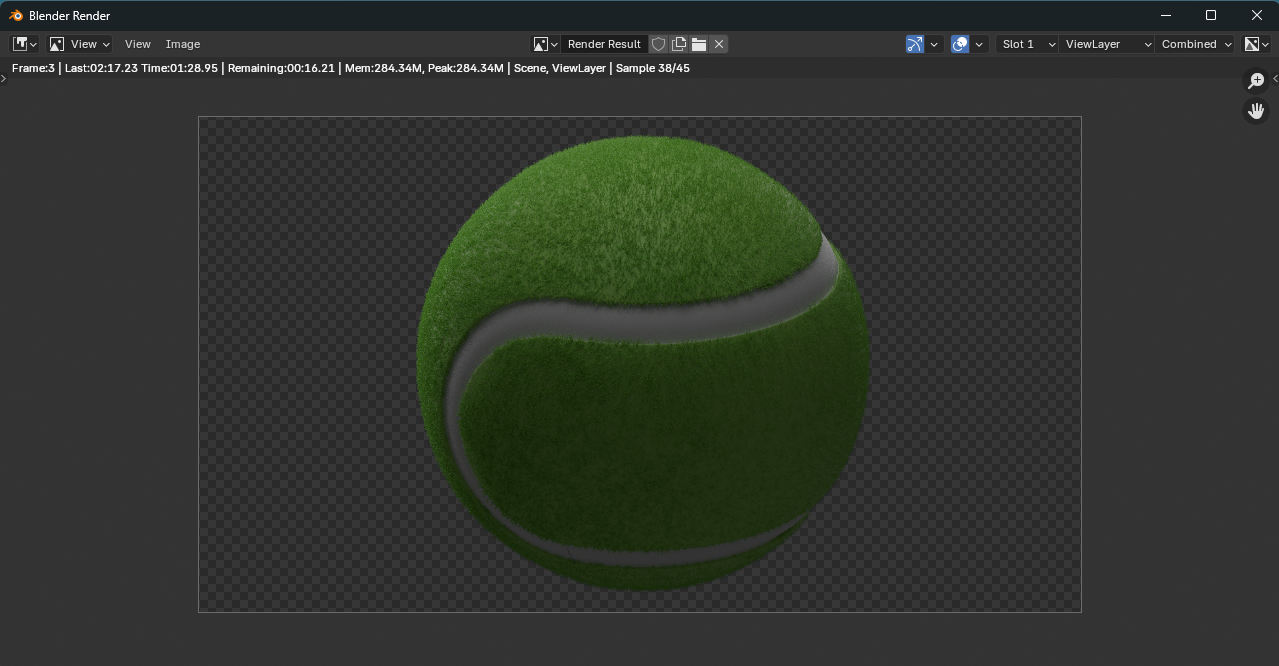 Blender Render
View View Image Render Result Slot 1 ViewLayer Combined
Frame:3 | Last:02:17.23 Time:01:28.95 | Remaining:00:16.21 | Mem:284.34M, Peak:284.34M | Scene, ViewLayer | Sample 38/45